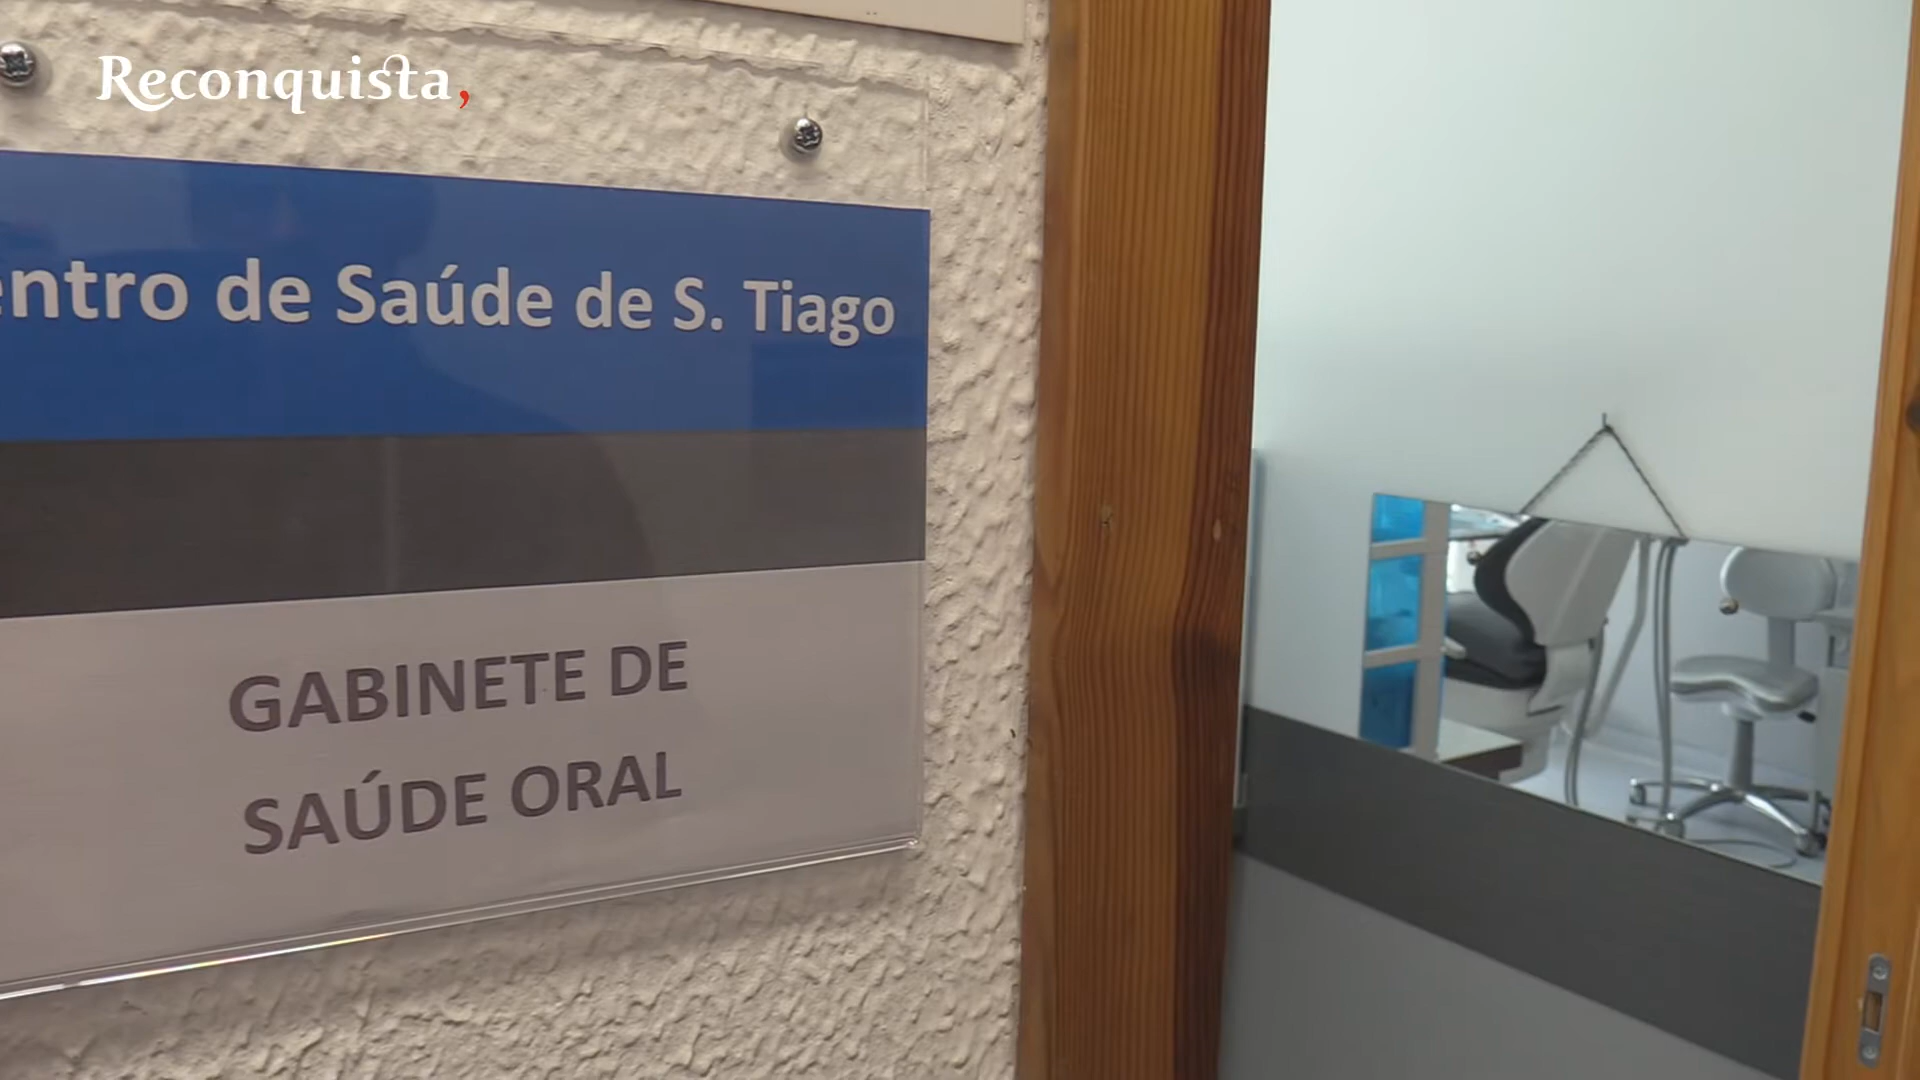 Reconquista,
entro de Saúde de S. Tiago
GABINETE DE
SAÚDE ORAL